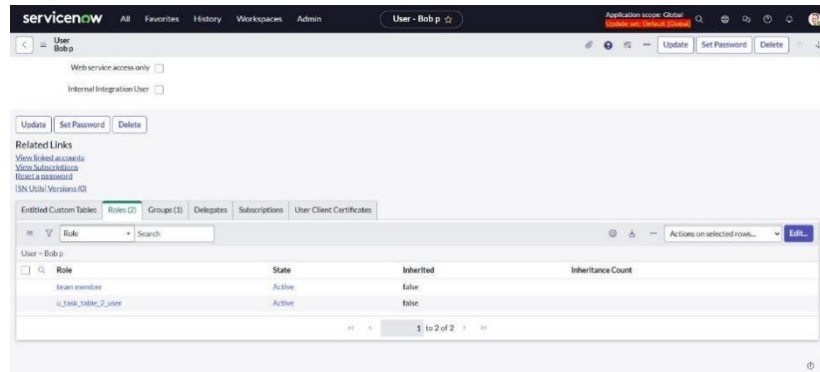 servicenow All Favorites History Workspaces Admin User - Bob p Application scope: Global
Update set: Default [Global]
User
Bob p
Update Set Password Delete
Web service access only
Internal Integration User
Update Set Password Delete
Related Links
View linked accounts
View Subscriptions
Reset a password
[SN Utils] Versions (0)
Entitled Custom Tables Roles (2) Groups (1) Delegates Subscriptions User Client Certificates
Role Search Actions on selected rows... Edit...
User = Bob p
Role State Inherited Inheritance Count
team member Active false
u_task_table_2_user Active false
1 to 2 of 2